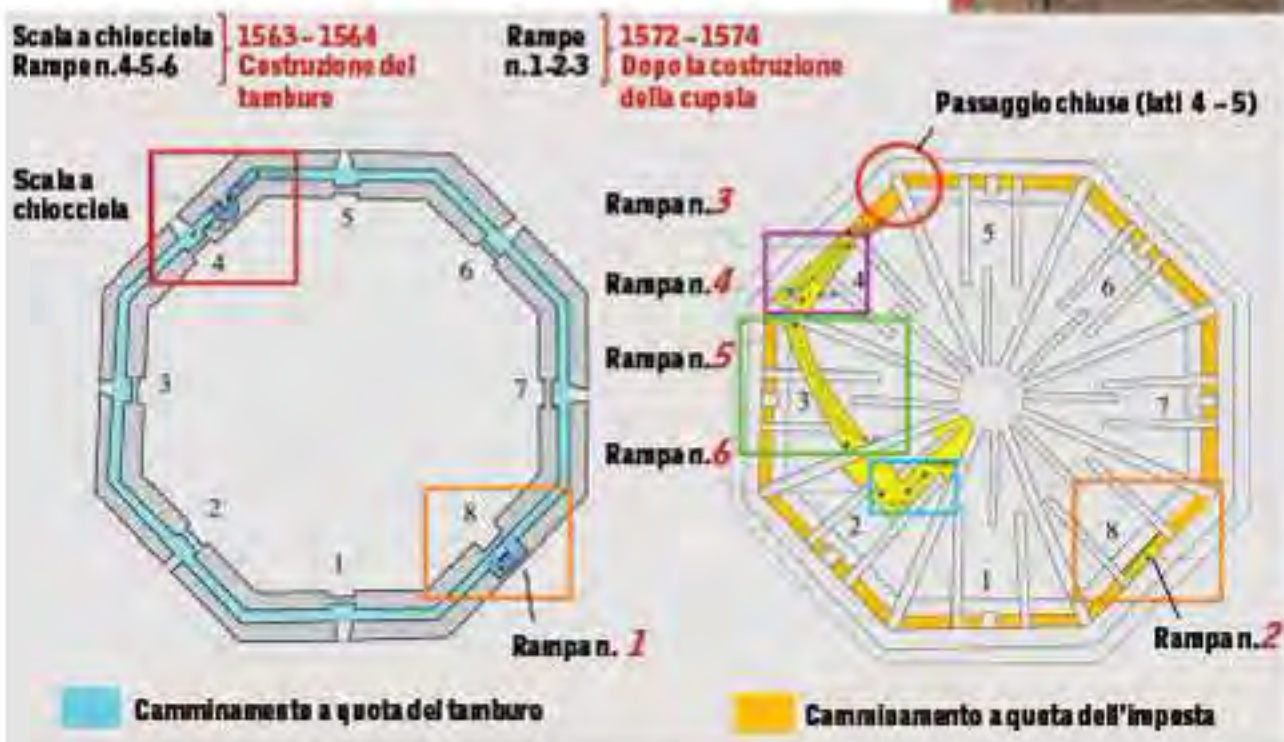 Scala a chiocciola
Rampe n.4-5-6
1563 – 1564
Costruzione del
tamburo
Rampe
n.1-2-3
1572 – 1574
Dopo la costruzione
della cupola
Passaggio chiuse (lati 4 – 5)
Scala a
chiocciola
5
4
6
3
7
2
8
1
Rampa n. 1
Rampa n.3
Rampa n.4
Rampa n.5
Rampa n.6
5
4
6
3
7
2
8
1
Rampa n.2
Camminamento a quota del tamburo
Camminamento a quota dell'imposta